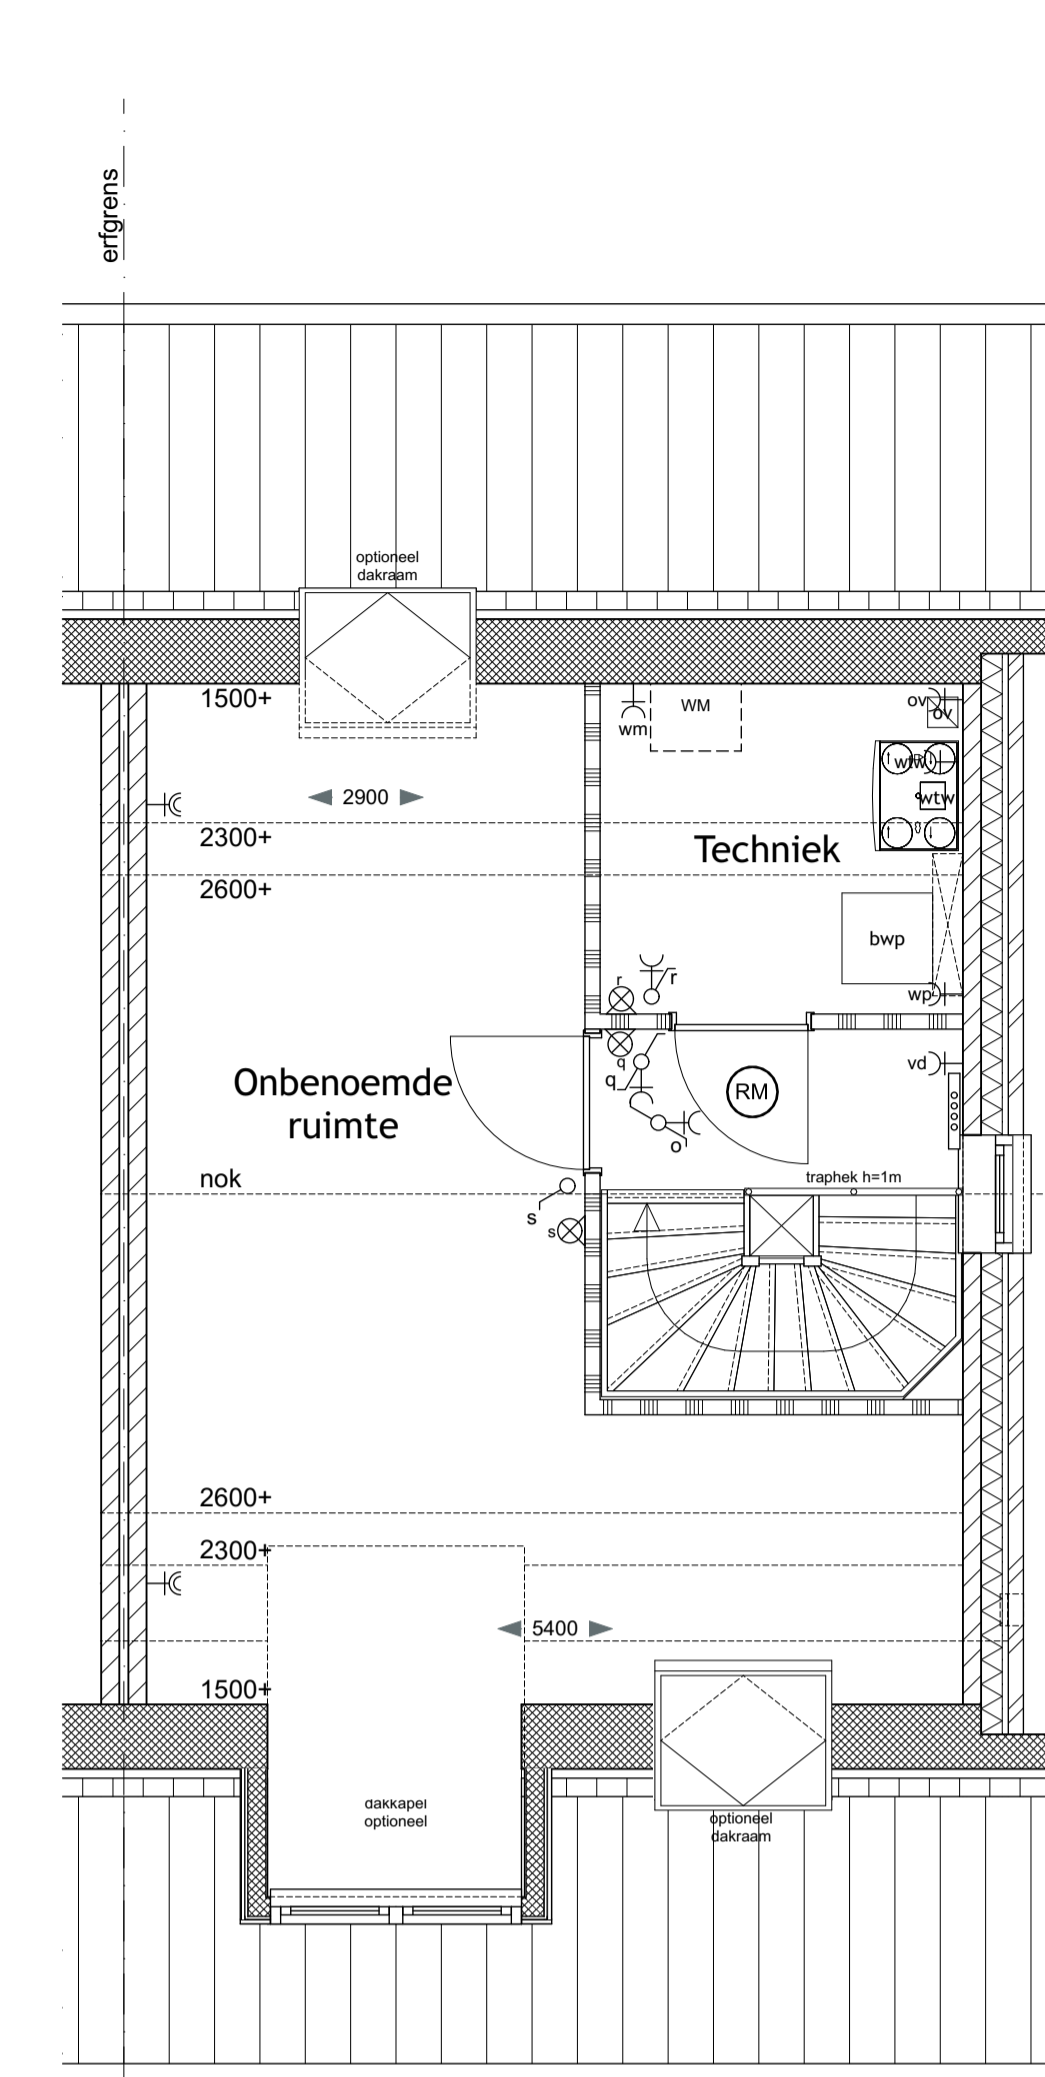 erfgrens
optioneel
dakraam
1500+
WM
wm
ov
ov
2900
wtw
wtw
2300+
Techniek
2600+
bwp
wp
r
r
q
q
o
vd
RM
Onbenoemde
ruimte
nok
traphek h=1m
s
s
2600+
2300+
5400
1500+
dakkapel
optioneel
optioneel
dakraam